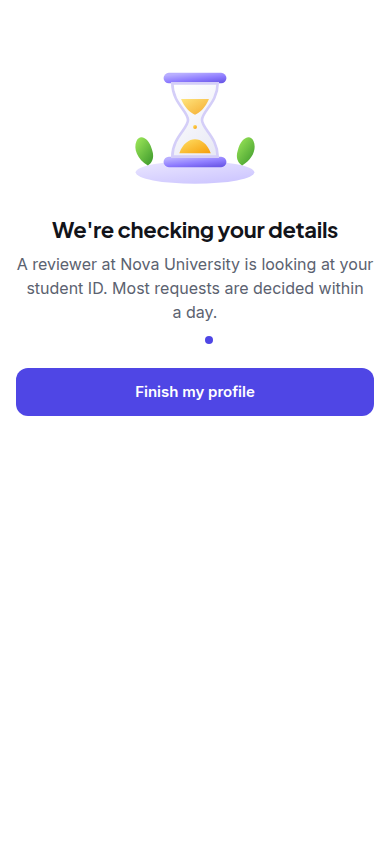 We're checking your details
A reviewer at Nova University is looking at your
student ID. Most requests are decided within
a day.
Finish my profile